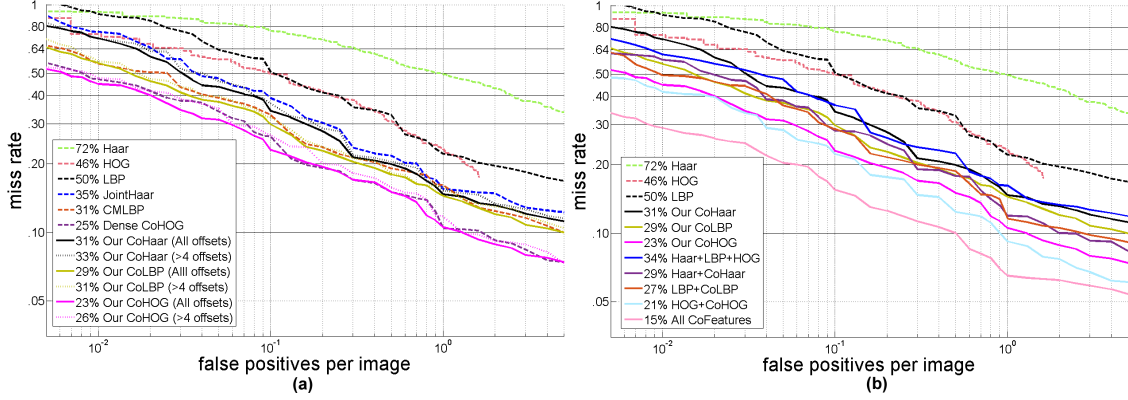 1
.80
.64
.50
.40
.30
.20
.10
.05
miss rate
72% Haar
46% HOG
50% LBP
35% JointHaar
31% CMLBP
25% Dense CoHOG
31% Our CoHaar (All offsets)
33% Our CoHaar (>4 offsets)
29% Our CoLBP (Alll offsets)
31% Our CoLBP (>4 offsets)
23% Our CoHOG (All offsets)
26% Our CoHOG (>4 offsets)
10-2 10-1 100
false positives per image
(a)
1
.80
.64
.50
.40
.30
.20
.10
.05
miss rate
72% Haar
46% HOG
50% LBP
31% Our CoHaar
29% Our CoLBP
23% Our CoHOG
34% Haar+LBP+HOG
29% Haar+CoHaar
27% LBP+CoLBP
21% HOG+CoHOG
15% All CoFeatures
10-2 10-1 100
false positives per image
(b)